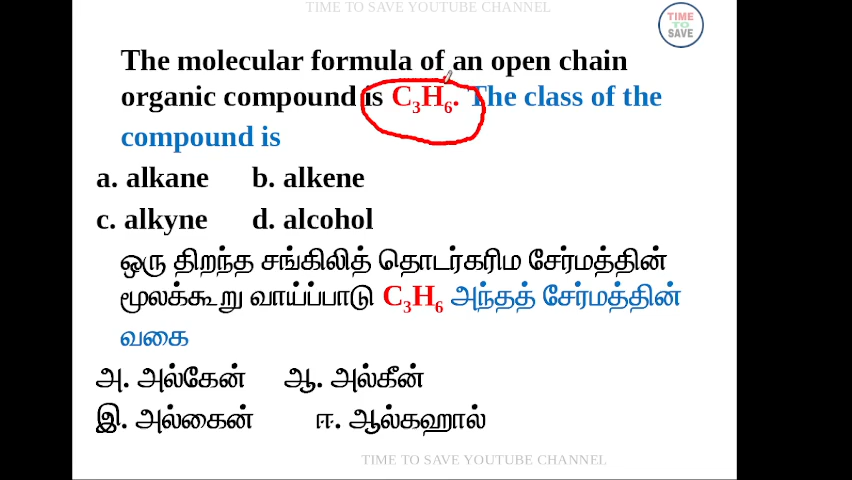 TIME TO SAVE YOUTUBE CHANNEL
TIME
TO
SAVE
The molecular formula of an open chain
organic compound is C₃H₆. The class of the
compound is
a. alkane b. alkene
c. alkyne d. alcohol
ஒரு திறந்த சங்கிலித் தொடர்கரிம சேர்மத்தின்
மூலக்கூறு வாய்ப்பாடு C₃H₆ அந்தத் சேர்மத்தின்
வகை
அ. அல்கேன் ஆ. அல்கீன்
இ. அல்கைன் ஈ. ஆல்கஹால்
TIME TO SAVE YOUTUBE CHANNEL